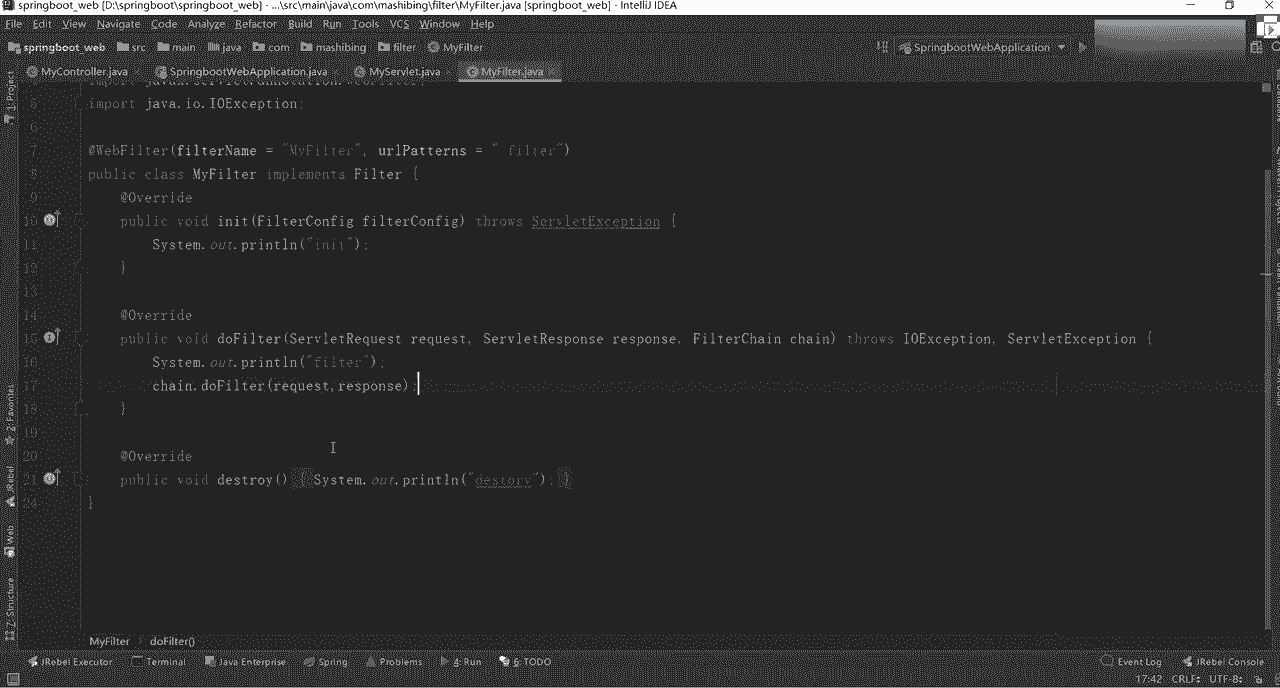 springboot_web [D:\springboot\springboot_web] - ...\src\main\java\com\mashibing\filter\MyFilter.java [springboot_web] - IntelliJ IDEA
File Edit View Navigate Code Analyze Refactor Build Run Tools VCS Window Help
springboot_web src main java com mashibing filter MyFilter SpringbootWebApplication
MyController.java SpringbootWebApplication.java MyServlet.java MyFilter.java
1: Project
5 import java.io.IOException;
6
7 @WebFilter(filterName = "MyFilter", urlPatterns = " filter")
8 public class MyFilter implements Filter {
9 @Override
10 public void init(FilterConfig filterConfig) throws ServletException {
11 System.out.println("init");
12 }
13
14 @Override
15 public void doFilter(ServletRequest request, ServletResponse response, FilterChain chain) throws IOException, ServletException {
16 System.out.println("filter");
17 chain.doFilter(request,response);
18 }
19
20 @Override
21 public void destroy() { System.out.println("destory"); }
24 }
2: Favorites
JRebel
Web
Z: Structure
MyFilter doFilter()
JRebel Executor Terminal Java Enterprise Spring Problems 4: Run 6: TODO Event Log JRebel Console
17:42 CRLF: UTF-8: